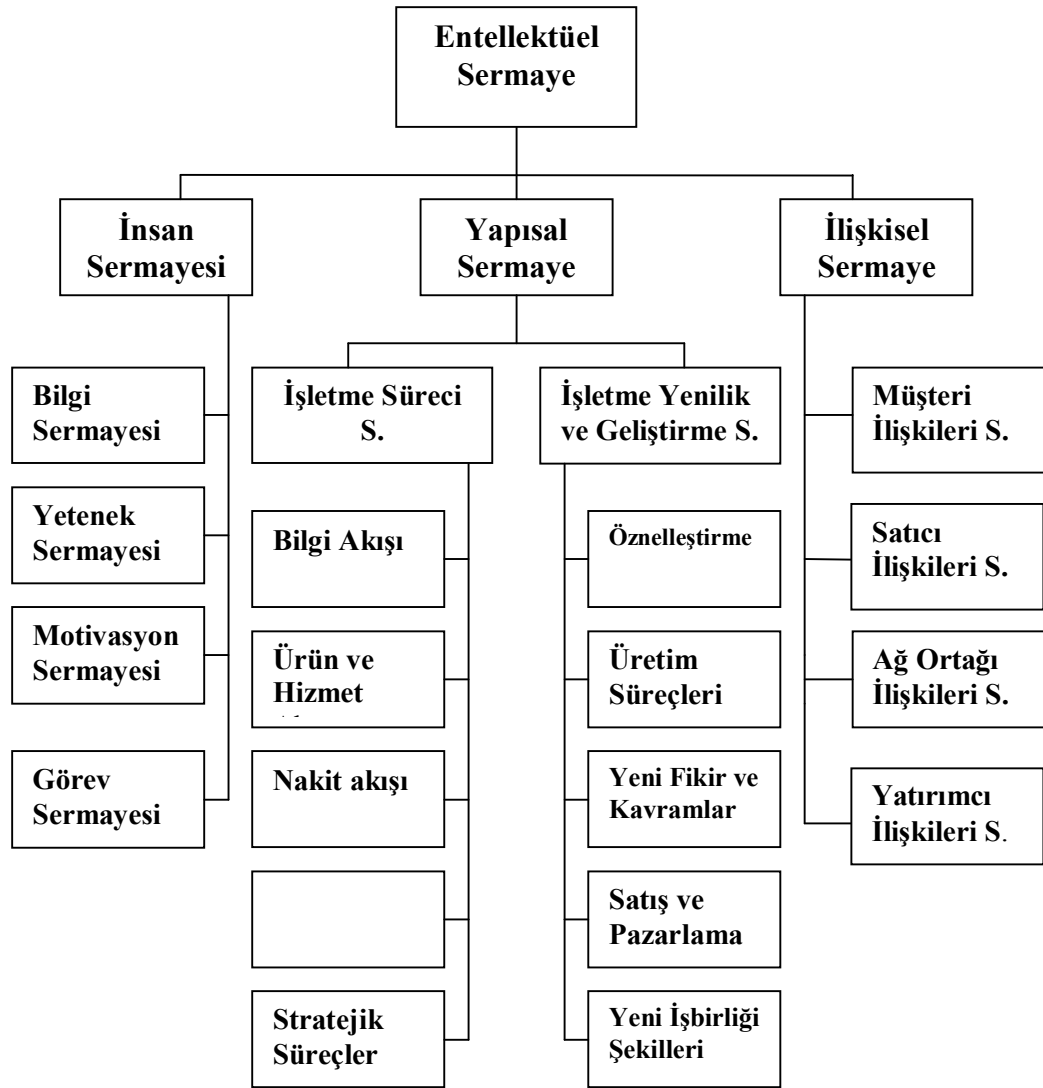 Entellektüel
Sermaye
İnsan
Sermayesi
Yapısal
Sermaye
İlişkisel
Sermaye
Bilgi
Sermayesi
Yetenek
Sermayesi
Motivasyon
Sermayesi
Görev
Sermayesi
İşletme Süreci
S.
Bilgi Akışı
Ürün ve
Hizmet
Nakit akışı
Stratejik
Süreçler
İşletme Yenilik
ve Geliştirme S.
Öznelleştirme
Üretim
Süreçleri
Yeni Fikir ve
Kavramlar
Satış ve
Pazarlama
Yeni İşbirliği
Şekilleri
Müşteri
İlişkileri S.
Satıcı
İlişkileri S.
Ağ Ortağı
İlişkileri S.
Yatırımcı
İlişkileri S.